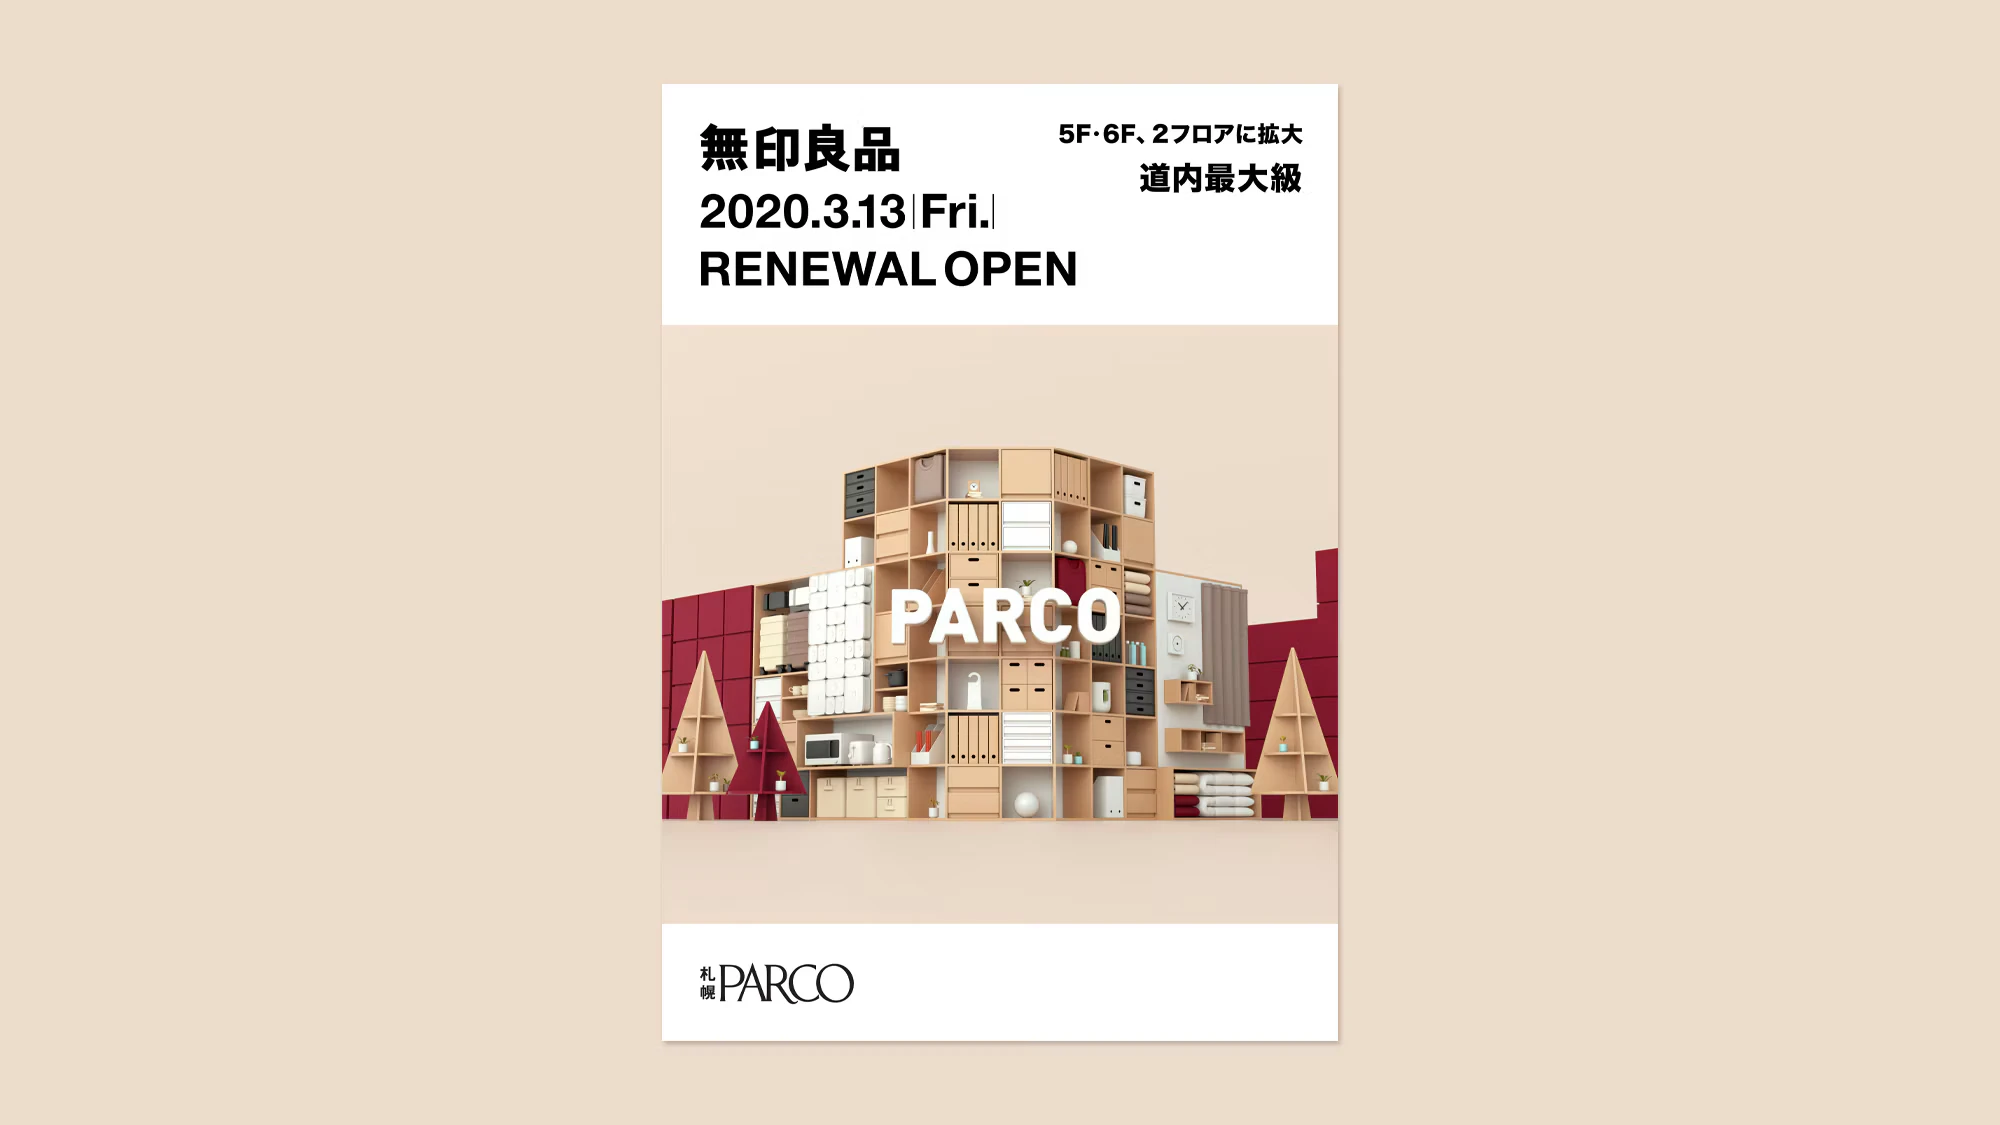 無印良品
2020.3.13|Fri.|
RENEWAL OPEN
5F·6F、2フロアに拡大
道内最大級
PARCO
札幌 PARCO